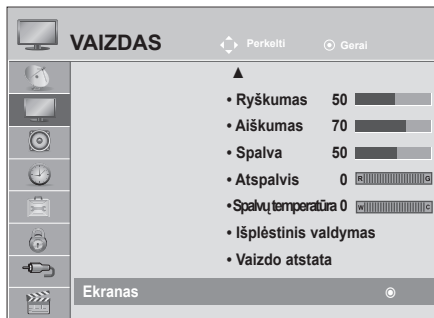 VAIZDAS
Perkelti
Gerai
▲
• Ryškumas 50
• Aiškumas 70
• Spalva 50
• Atspalvis 0 R G
• Spalvų temperatūra 0 W C
• Išplėstinis valdymas
• Vaizdo atstata
Ekranas